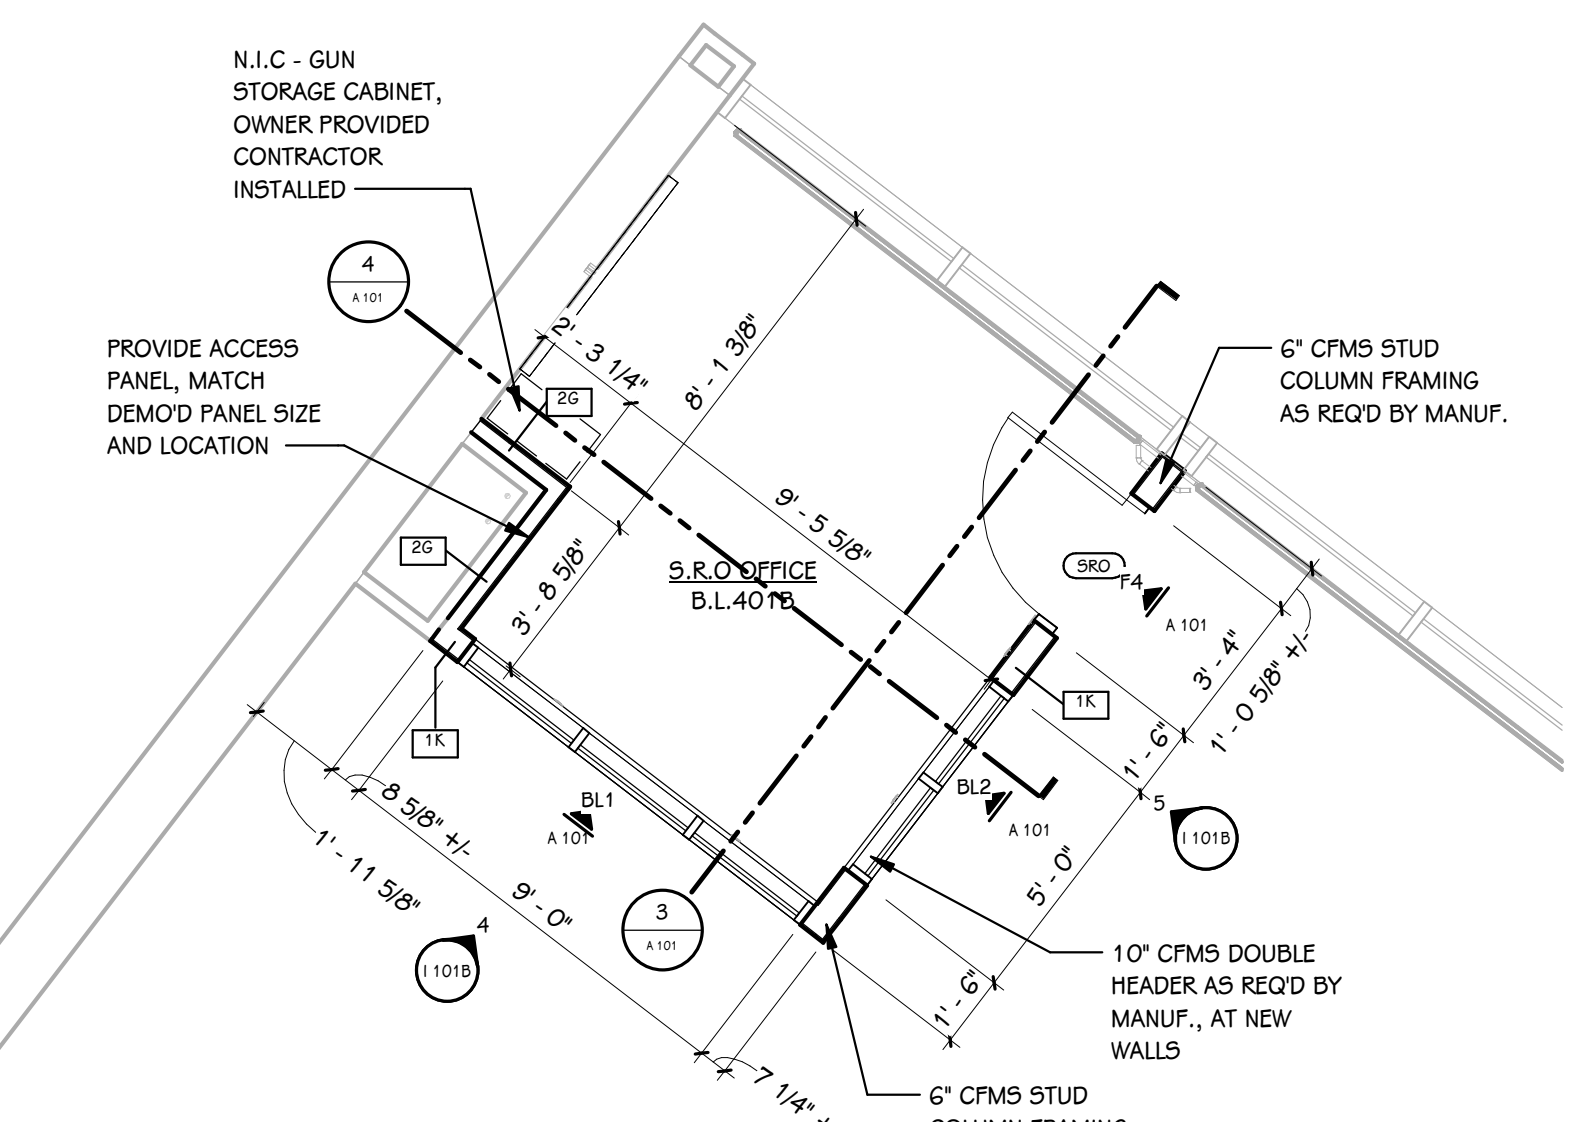 N.I.C - GUN
STORAGE CABINET,
OWNER PROVIDED
CONTRACTOR
INSTALLED
4
A 101
PROVIDE ACCESS
PANEL, MATCH
DEMO'D PANEL SIZE
AND LOCATION
2' - 3 1/4"
8' - 1 3/8"
2G
6" CFMS STUD
COLUMN FRAMING
AS REQ'D BY MANUF.
9' - 5 5/8"
2G
3' - 8 5/8"
S.R.O OFFICE
B.L.401B
SRO
F4
A 101
3' - 4"
1' - 0 5/8" +/-
1K
1K
1' - 6"
8 5/8" +/-
1' - 11 5/8"
BL1
A 101
BL2
A 101
5
I 101B
5' - 0"
9' - 0"
3
A 101
4
I 101B
1' - 6"
10" CFMS DOUBLE
HEADER AS REQ'D BY
MANUF., AT NEW
WALLS
7 1/4"
6" CFMS STUD
COLUMN FRAMING